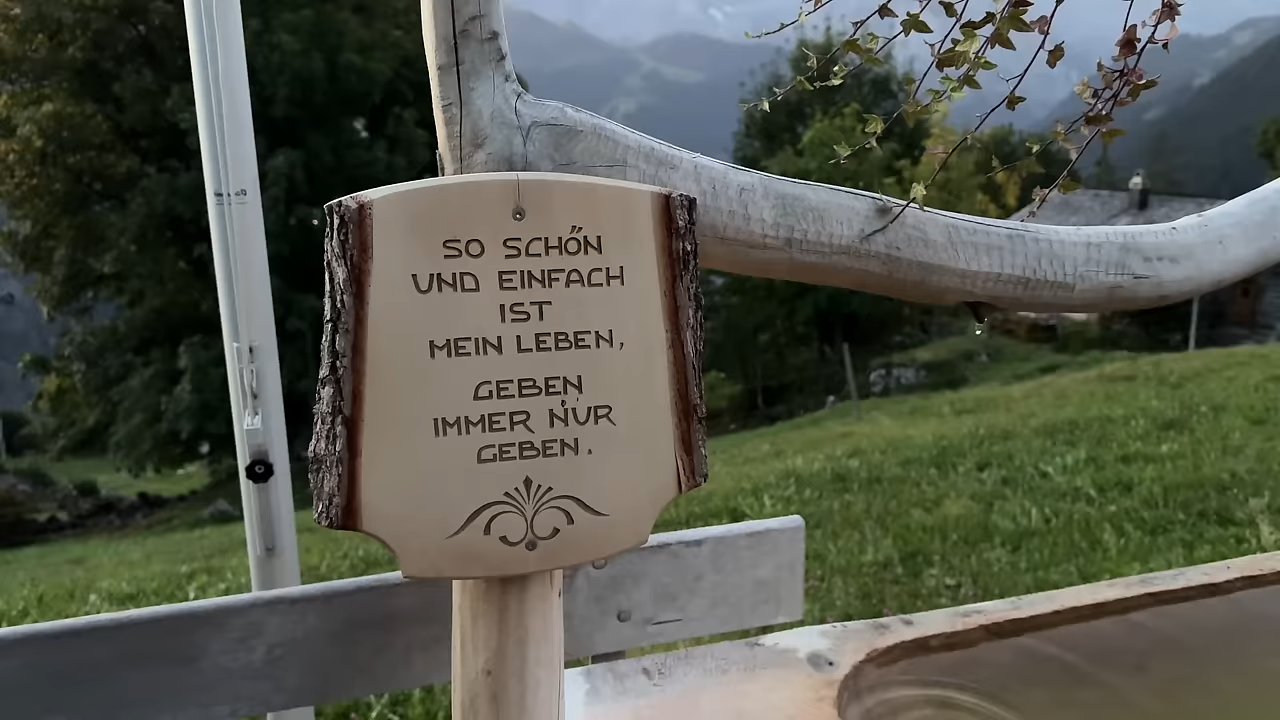 SO SCHÖN
UND EINFACH
IST
MEIN LEBEN,
GEBEN,
IMMER NUR
GEBEN.